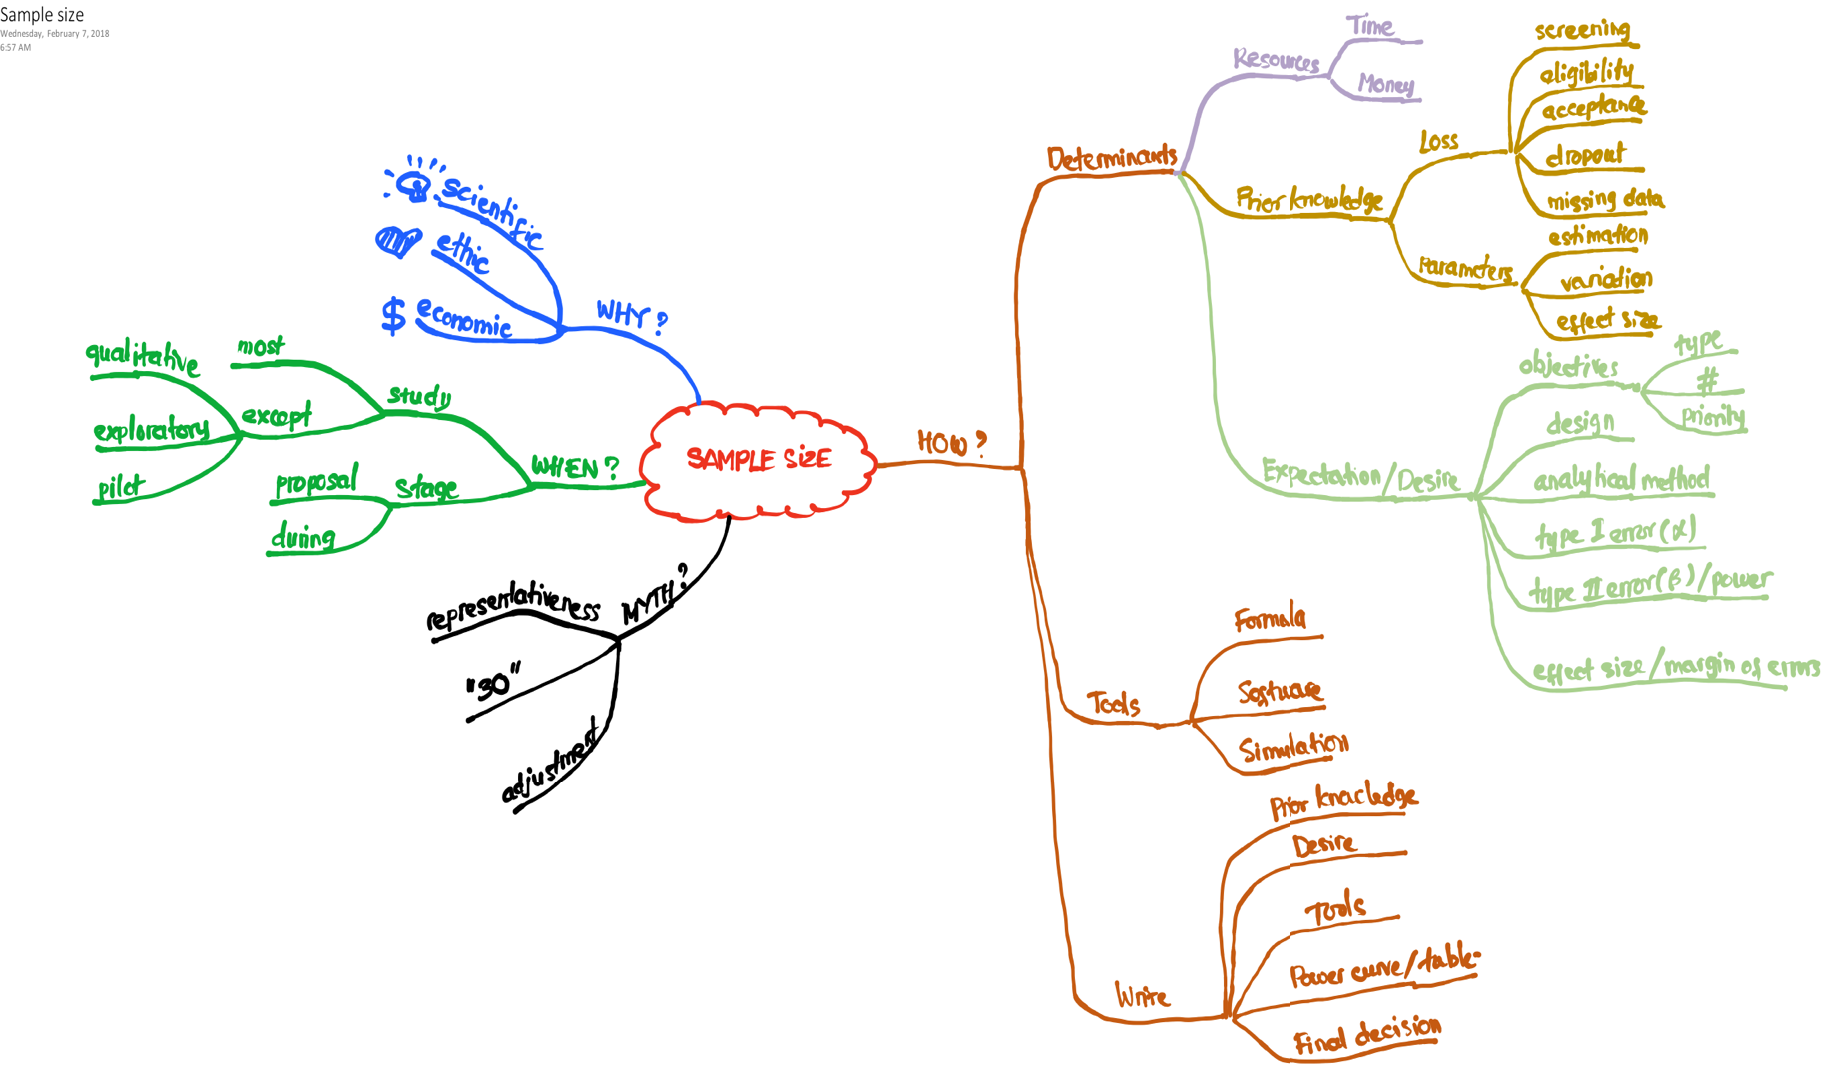 Sample size
Wednesday, February 7, 2018
6:57 AM
SAMPLE SIZE
WHY?
scientific
ethic
$ economic
WHEN?
study
most
except
qualitative
exploratory
pilot
Stage
proposal
during
MYTH?
representativeness
"30"
adjustment
HOW?
Determinants
Resources
Time
Money
Prior knowledge
Loss
screening
eligibility
acceptance
dropout
missing data
Parameters
estimation
variation
effect size
Expectation/Desire
objectives
type
#
priority
design
analytical method
type I error (α)
type II error (β)/power
effect size/margin of errors
Tools
Formula
Software
Simulation
Write
Prior knowledge
Desire
Tools
Power curve/table
Final decision